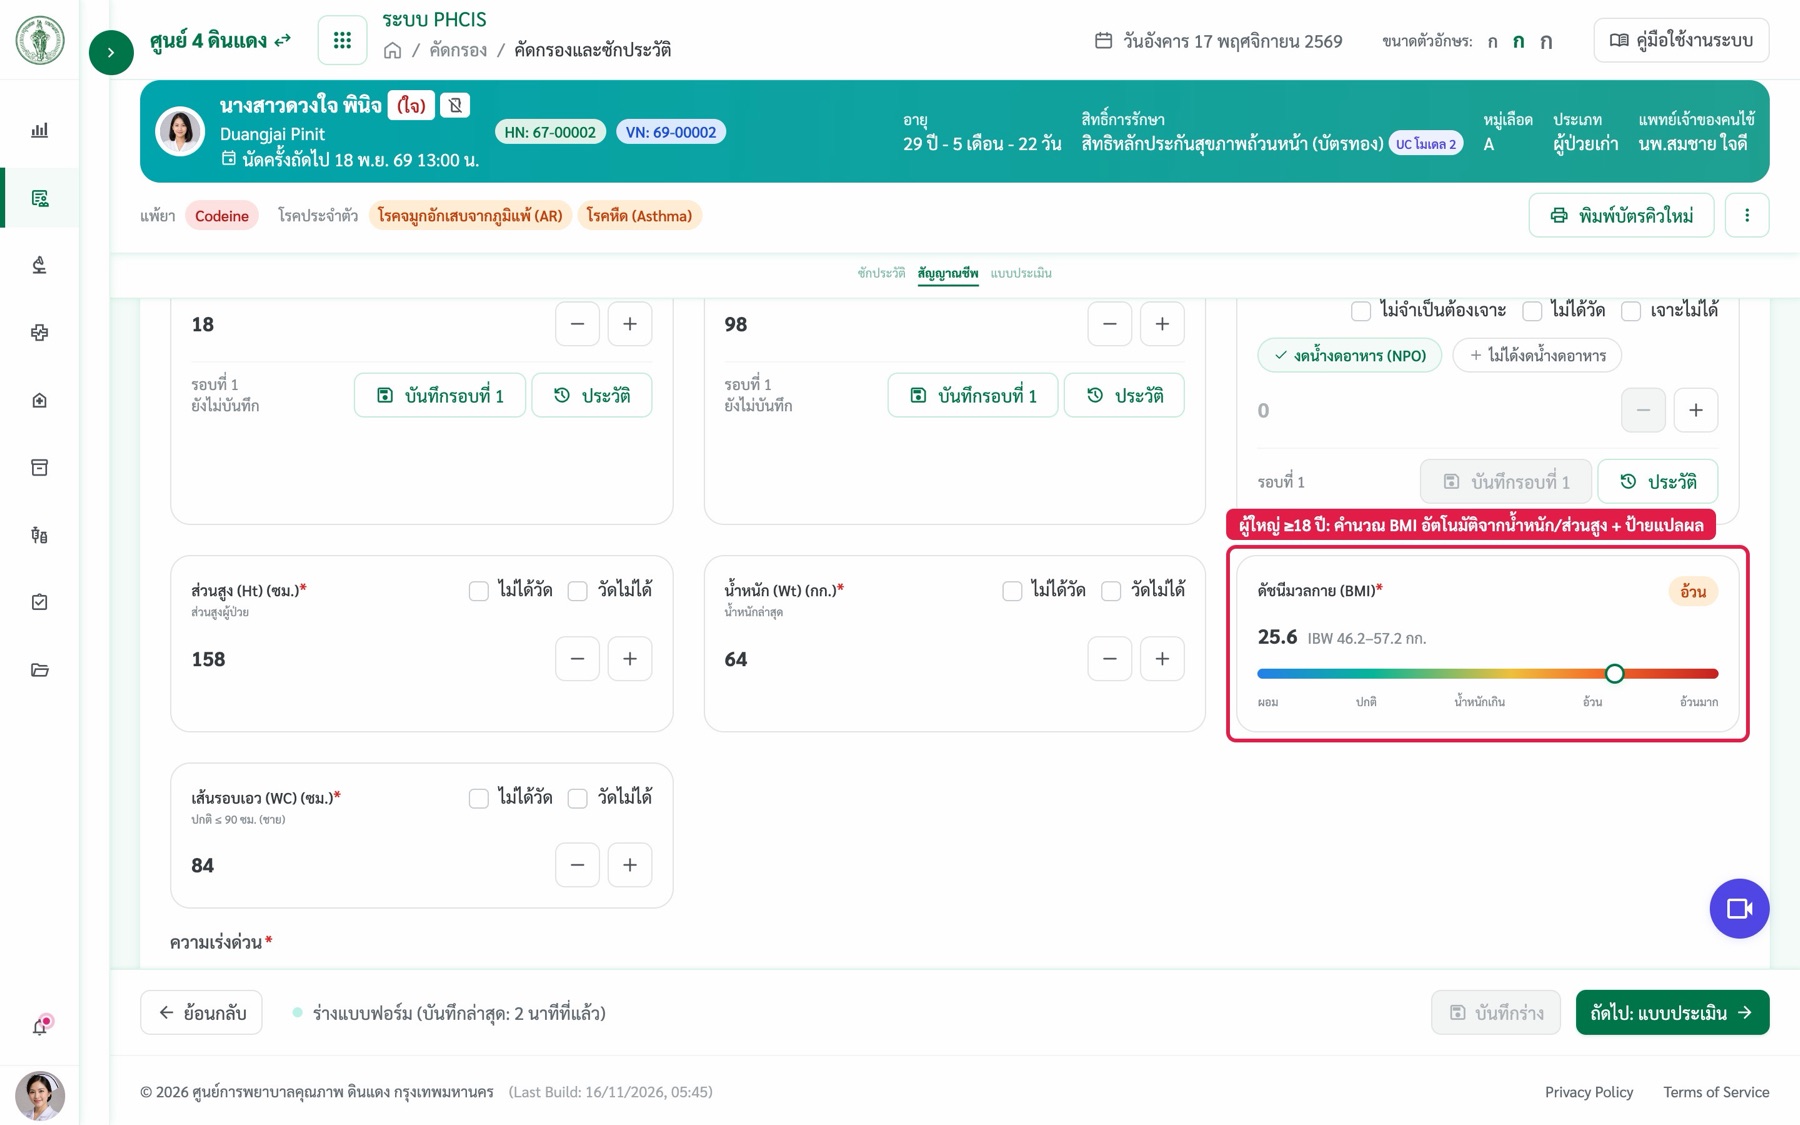 ศูนย์ 4 ดินแดง
ระบบ PHCIS
/ คัดกรอง / คัดกรองและซักประวัติ
วันอังคาร 17 พฤศจิกายน 2569
ขนาดตัวอักษร: ก ก ก
คู่มือใช้งานระบบ
นางสาวดวงใจ พินิจ (ใจ)
Duangjai Pinit
นัดครั้งถัดไป 18 พ.ย. 69 13:00 น.
HN: 67-00002
VN: 69-00002
อายุ
29 ปี - 5 เดือน - 22 วัน
สิทธิ์การรักษา
สิทธิหลักประกันสุขภาพถ้วนหน้า (บัตรทอง) UC โมเดล 2
หมู่เลือด
A
ประเภท
ผู้ป่วยเก่า
แพทย์เจ้าของคนไข้
นพ.สมชาย ใจดี
แพ้ยา Codeine โรคประจำตัว โรคจมูกอักเสบจากภูมิแพ้ (AR) โรคหืด (Asthma)
พิมพ์บัตรคิวใหม่
ซักประวัติ สัญญาณชีพ แบบประเมิน
18
รอบที่ 1
ยังไม่บันทึก
บันทึกรอบที่ 1
ประวัติ
98
รอบที่ 1
ยังไม่บันทึก
บันทึกรอบที่ 1
ประวัติ
ไม่จำเป็นต้องเจาะ ไม่ได้วัด เจาะไม่ได้
งดน้ำงดอาหาร (NPO) + ไม่ได้งดน้ำงดอาหาร
0
รอบที่ 1
บันทึกรอบที่ 1
ประวัติ
ผู้ใหญ่ ≥18 ปี: คำนวณ BMI อัตโนมัติจากน้ำหนัก/ส่วนสูง + ป้ายแปลผล
ส่วนสูง (Ht) (ซม.)*
ส่วนสูงผู้ป่วย
ไม่ได้วัด วัดไม่ได้
158
น้ำหนัก (Wt) (กก.)*
น้ำหนักล่าสุด
ไม่ได้วัด วัดไม่ได้
64
ดัชนีมวลกาย (BMI)*
อ้วน
25.6 IBW 46.2–57.2 กก.
ผอม ปกติ น้ำหนักเกิน อ้วน อ้วนมาก
เส้นรอบเอว (WC) (ซม.)*
ปกติ ≤ 90 ซม. (ชาย)
ไม่ได้วัด วัดไม่ได้
84
ความเร่งด่วน*
ย้อนกลับ
ร่างแบบฟอร์ม (บันทึกล่าสุด: 2 นาทีที่แล้ว)
บันทึกร่าง
ถัดไป: แบบประเมิน
© 2026 ศูนย์การพยาบาลคุณภาพ ดินแดง กรุงเทพมหานคร (Last Build: 16/11/2026, 05:45)
Privacy Policy
Terms of Service